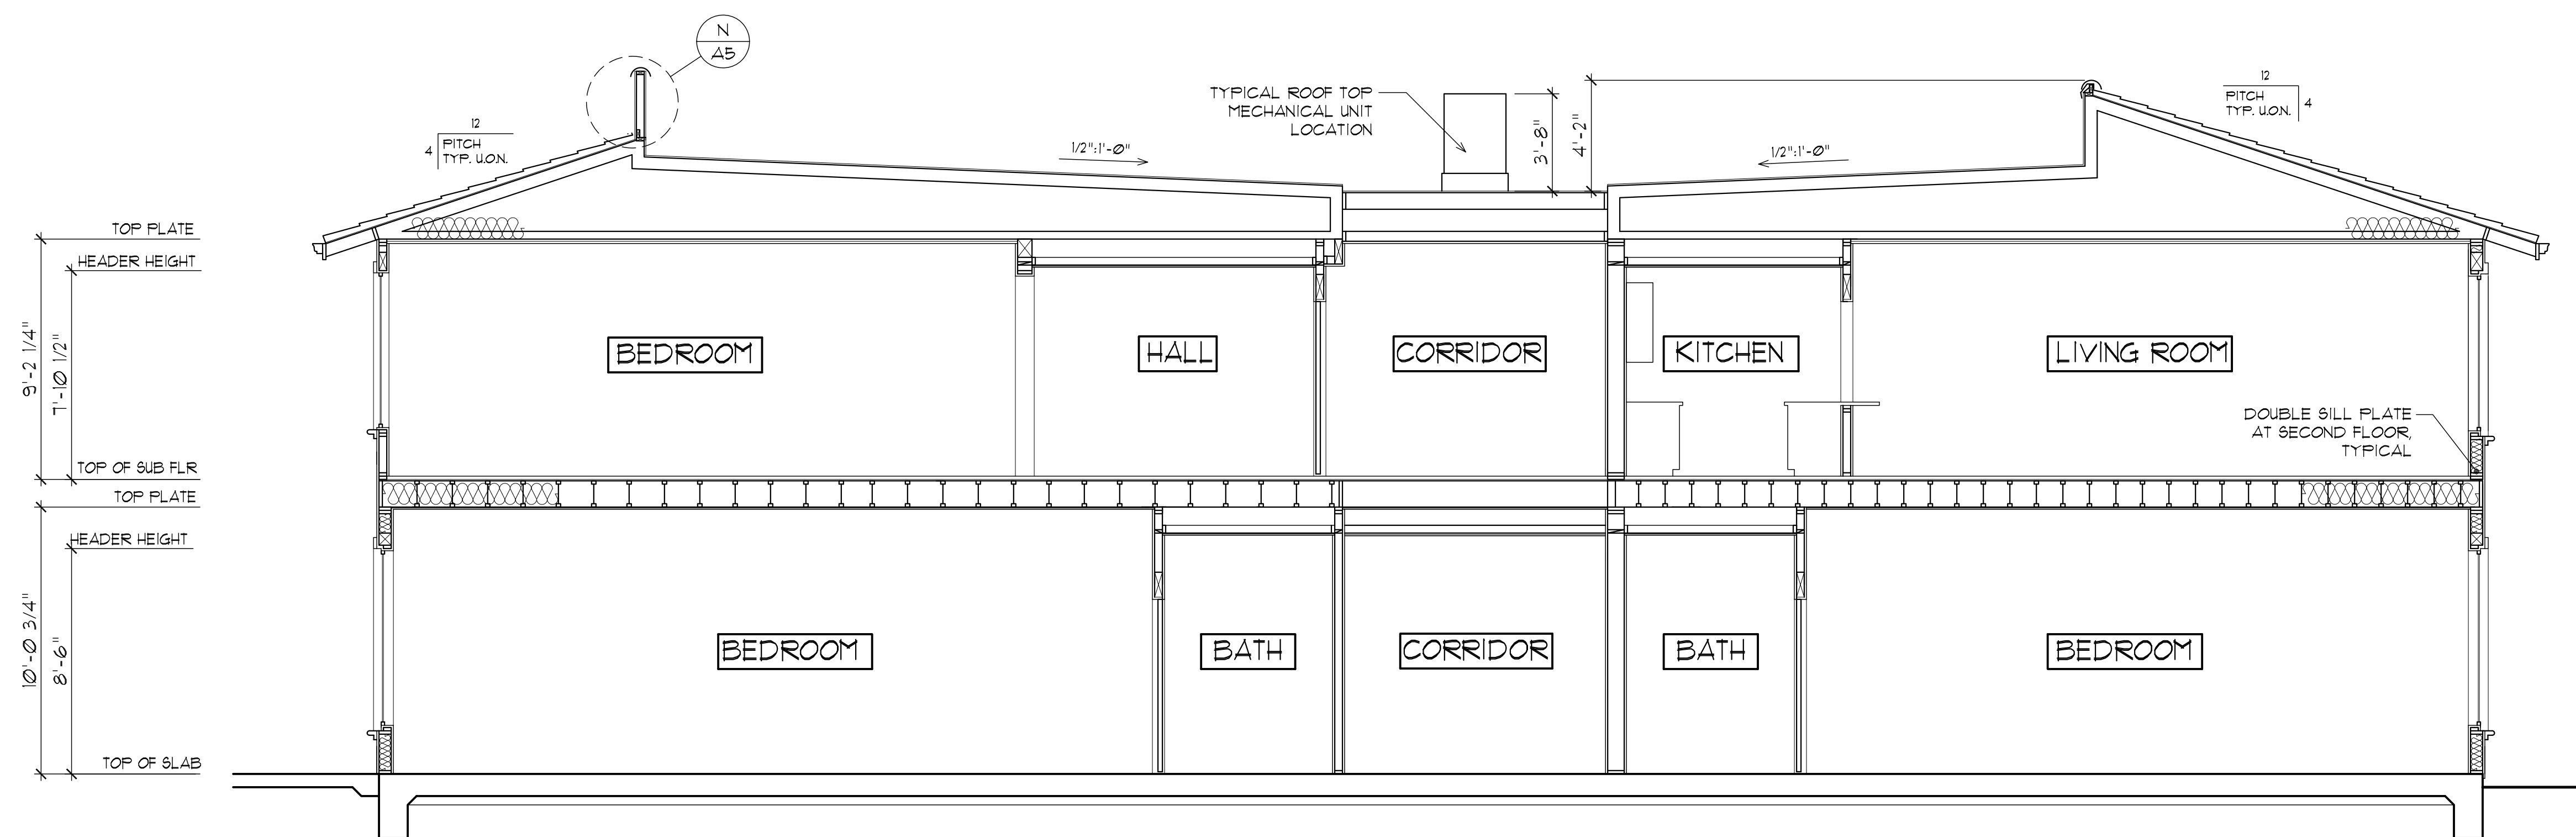 N
A5
12
4
PITCH
TYP. U.O.N.
TYPICAL ROOF TOP
MECHANICAL UNIT
LOCATION
3'-8"
4'-2"
12
PITCH
TYP. U.O.N.
4
1/2":1'-0"
1/2":1'-0"
TOP PLATE
HEADER HEIGHT
9'-2 1/4"
7'-10 1/2"
BEDROOM
HALL
CORRIDOR
KITCHEN
LIVING ROOM
DOUBLE SILL PLATE
AT SECOND FLOOR,
TYPICAL
TOP OF SUB FLR
TOP PLATE
HEADER HEIGHT
10'-0 3/4"
8'-6"
BEDROOM
BATH
CORRIDOR
BATH
BEDROOM
TOP OF SLAB